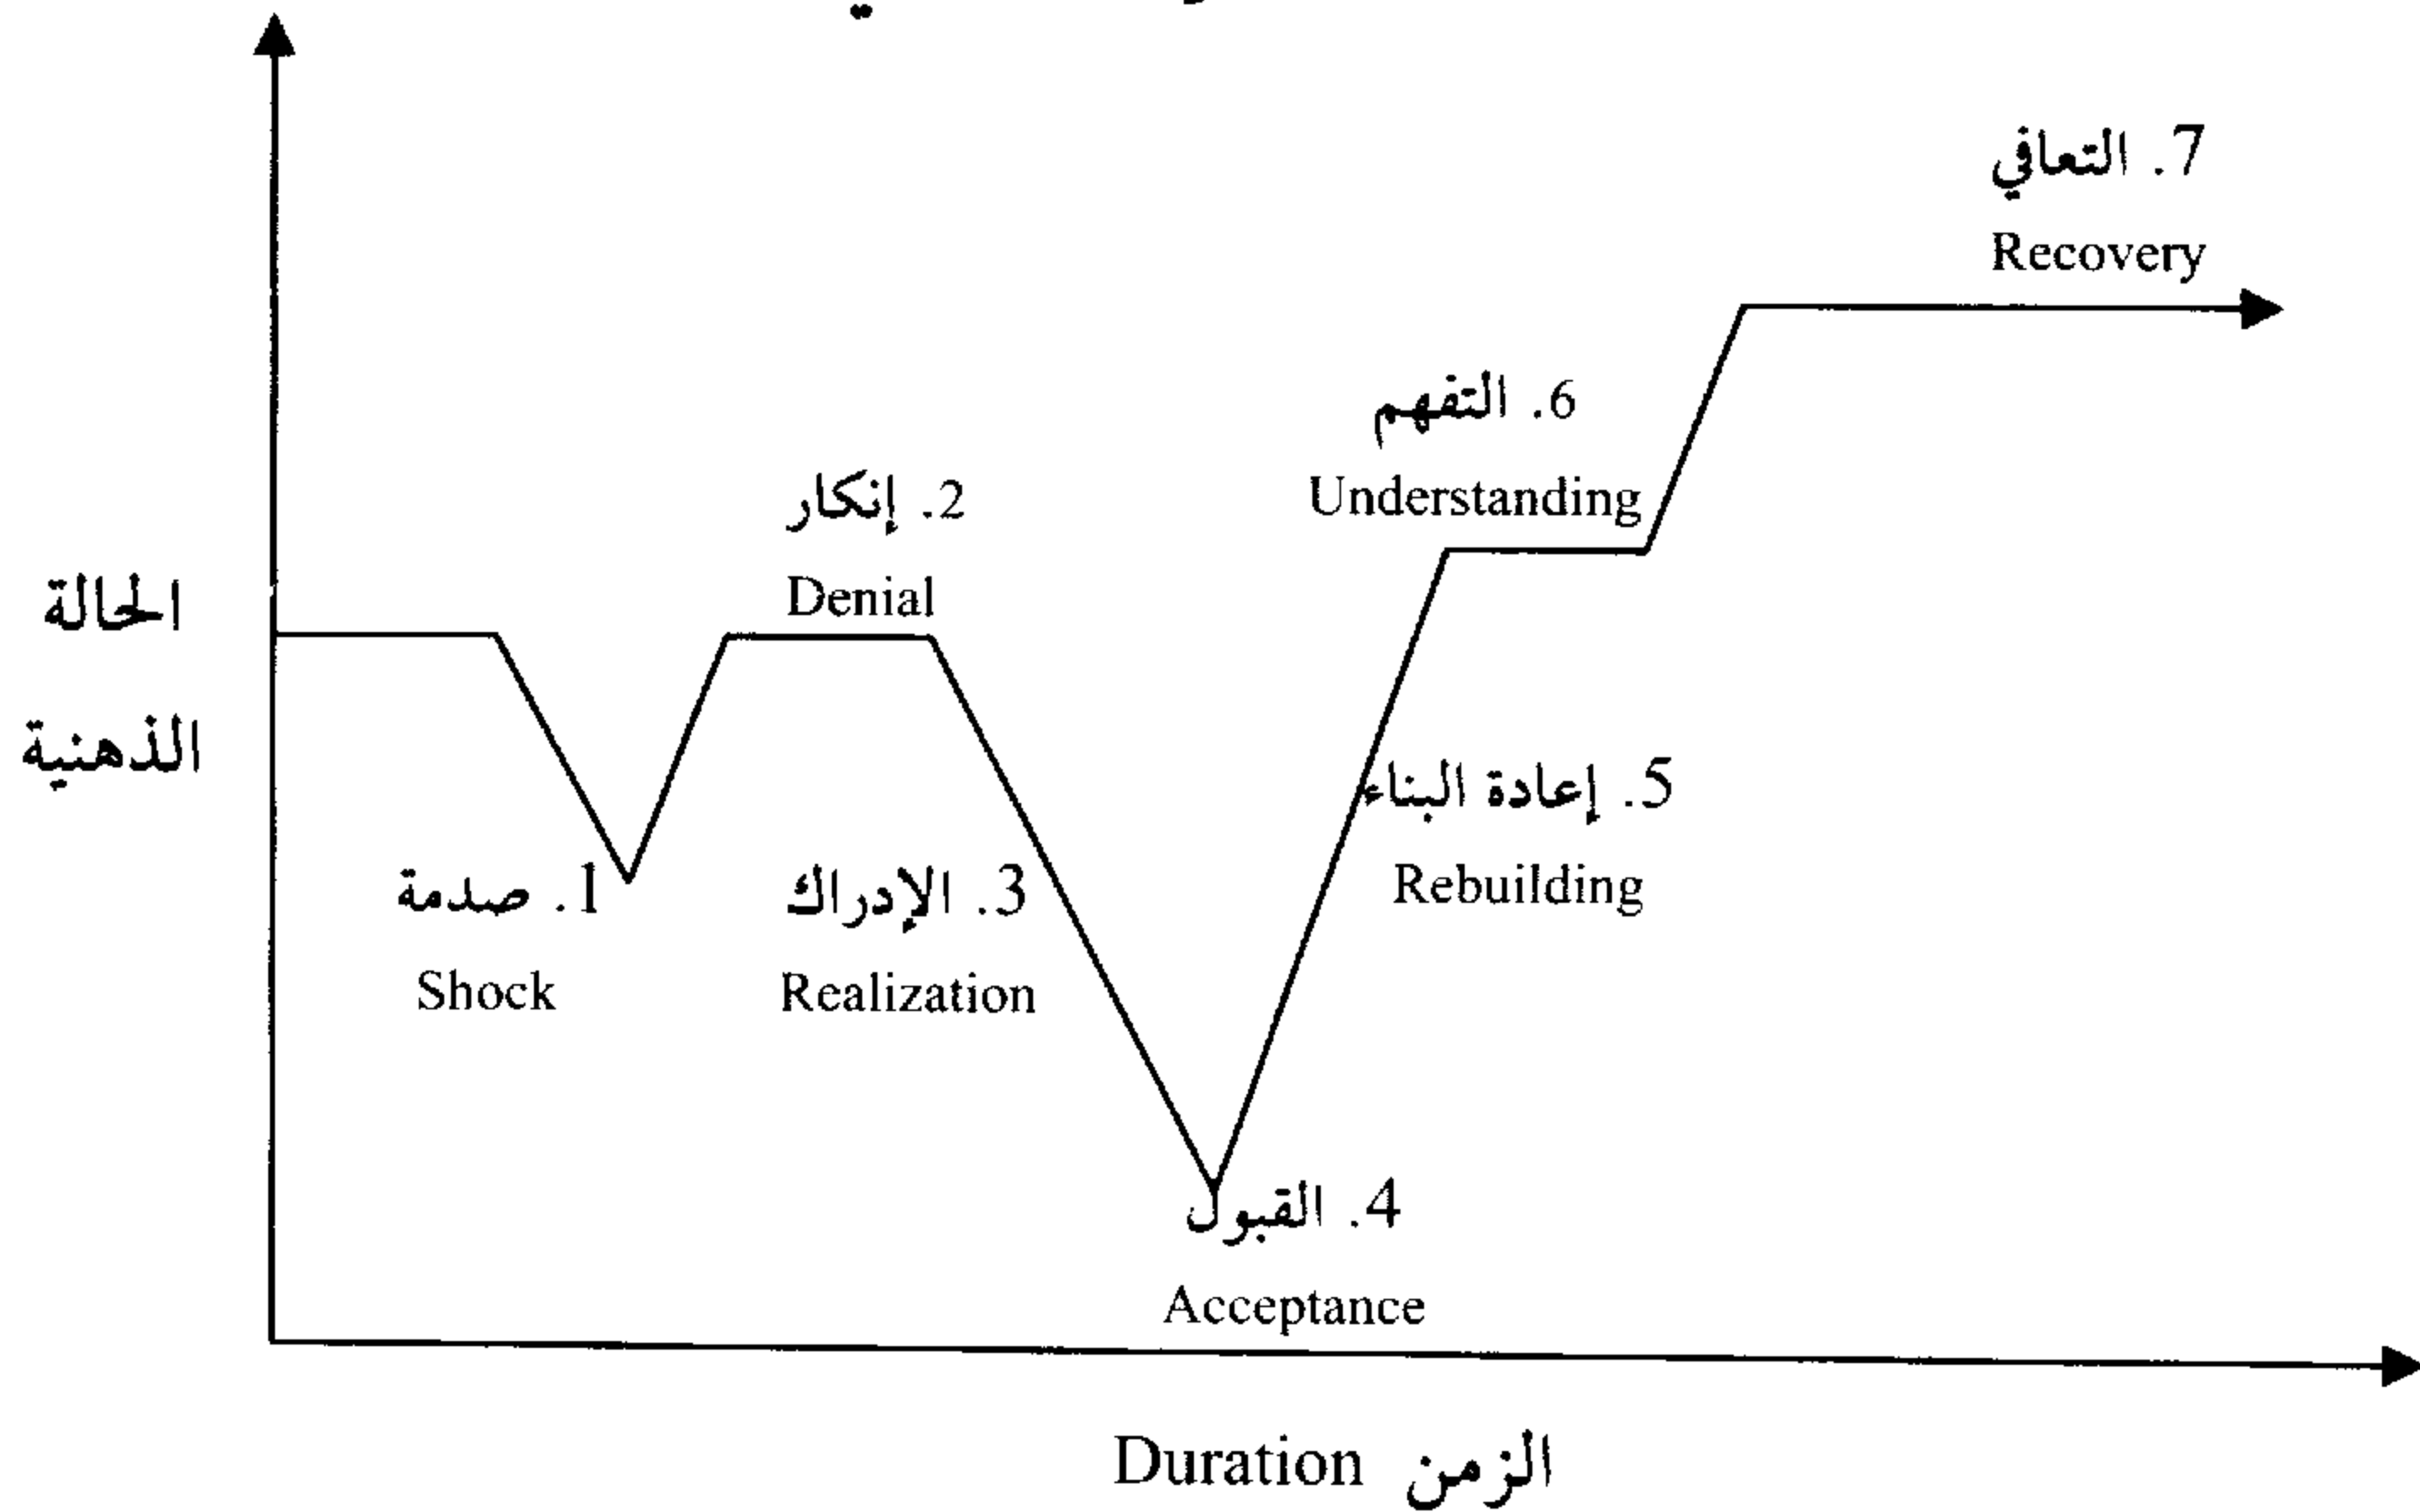 7. التعافي
Recovery
6. التفهم
Understanding
2. إنكار
Denial
الحالة
الذهنية
5. إعادة البناء
Rebuilding
1. صدمة
Shock
3. الإدراك
Realization
4. القبول
Acceptance
Duration الزمن